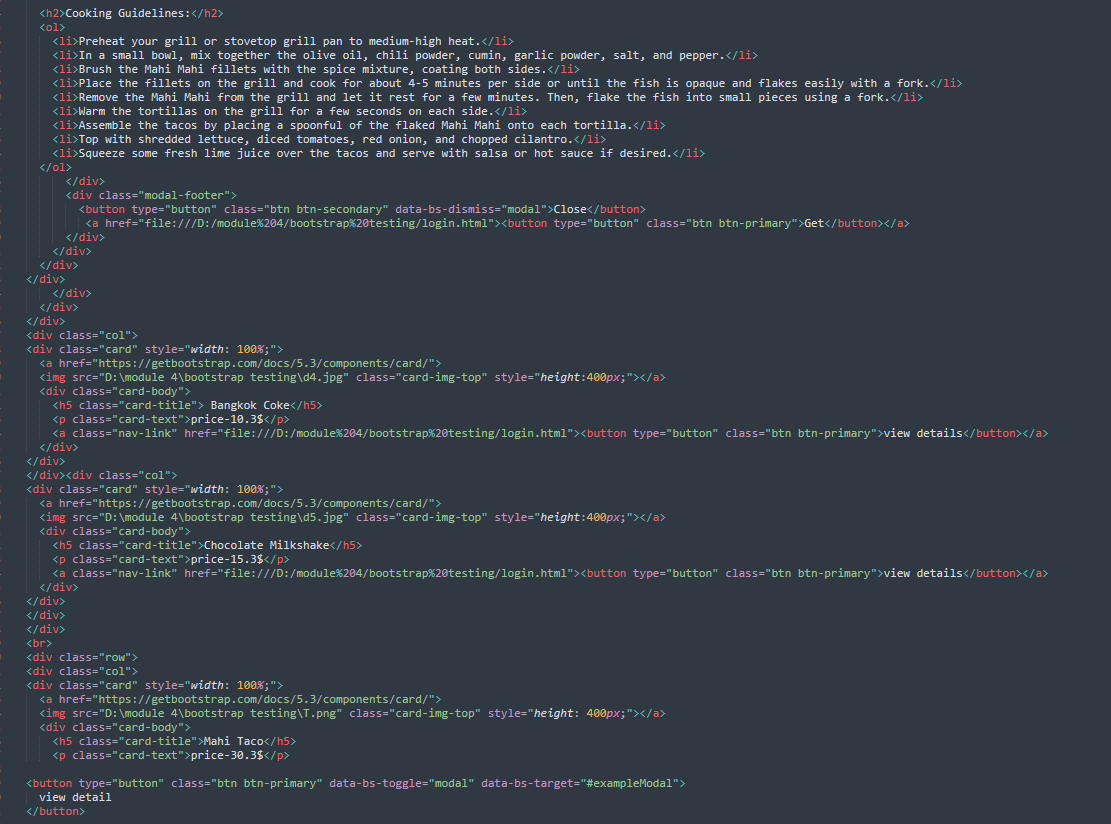 <h2>Cooking Guidelines:</h2>
<ol>
<li>Preheat your grill or stovetop grill pan to medium-high heat.</li>
<li>In a small bowl, mix together the olive oil, chili powder, cumin, garlic powder, salt, and pepper.</li>
<li>Brush the Mahi Mahi fillets with the spice mixture, coating both sides.</li>
<li>Place the fillets on the grill and cook for about 4-5 minutes per side or until the fish is opaque and flakes easily with a fork.</li>
<li>Remove the Mahi Mahi from the grill and let it rest for a few minutes. Then, flake the fish into small pieces using a fork.</li>
<li>Warm the tortillas on the grill for a few seconds on each side.</li>
<li>Assemble the tacos by placing a spoonful of the flaked Mahi Mahi onto each tortilla.</li>
<li>Top with shredded lettuce, diced tomatoes, red onion, and chopped cilantro.</li>
<li>Squeeze some fresh lime juice over the tacos and serve with salsa or hot sauce if desired.</li>
</ol>
</div>
<div class="modal-footer">
<button type="button" class="btn btn-secondary" data-bs-dismiss="modal">Close</button>
<a href="file:///D:/module%204/bootstrap%20testing/login.html"><button type="button" class="btn btn-primary">Get</button></a>
</div>
</div>
</div>
</div>
</div>
</div>
</div>
<div class="col">
<div class="card" style="width: 100%;">
<a href="https://getbootstrap.com/docs/5.3/components/card/">
<img src="D:\module 4\bootstrap testing\d4.jpg" class="card-img-top" style="height:400px;"></a>
<div class="card-body">
<h5 class="card-title"> Bangkok Coke</h5>
<p class="card-text">price-10.3$</p>
<a class="nav-link" href="file:///D:/module%204/bootstrap%20testing/login.html"><button type="button" class="btn btn-primary">view details</button></a>
</div>
</div>
</div><div class="col">
<div class="card" style="width: 100%;">
<a href="https://getbootstrap.com/docs/5.3/components/card/">
<img src="D:\module 4\bootstrap testing\d5.jpg" class="card-img-top" style="height:400px;"></a>
<div class="card-body">
<h5 class="card-title">Chocolate Milkshake</h5>
<p class="card-text">price-15.3$</p>
<a class="nav-link" href="file:///D:/module%204/bootstrap%20testing/login.html"><button type="button" class="btn btn-primary">view details</button></a>
</div>
</div>
</div>
</div>
<br>
<div class="row">
<div class="col">
<div class="card" style="width: 100%;">
<a href="https://getbootstrap.com/docs/5.3/components/card/">
<img src="D:\module 4\bootstrap testing\T.png" class="card-img-top" style="height: 400px;"></a>
<div class="card-body">
<h5 class="card-title">Mahi Taco</h5>
<p class="card-text">price-30.3$</p>
<button type="button" class="btn btn-primary" data-bs-toggle="modal" data-bs-target="#exampleModal">
view detail
</button>